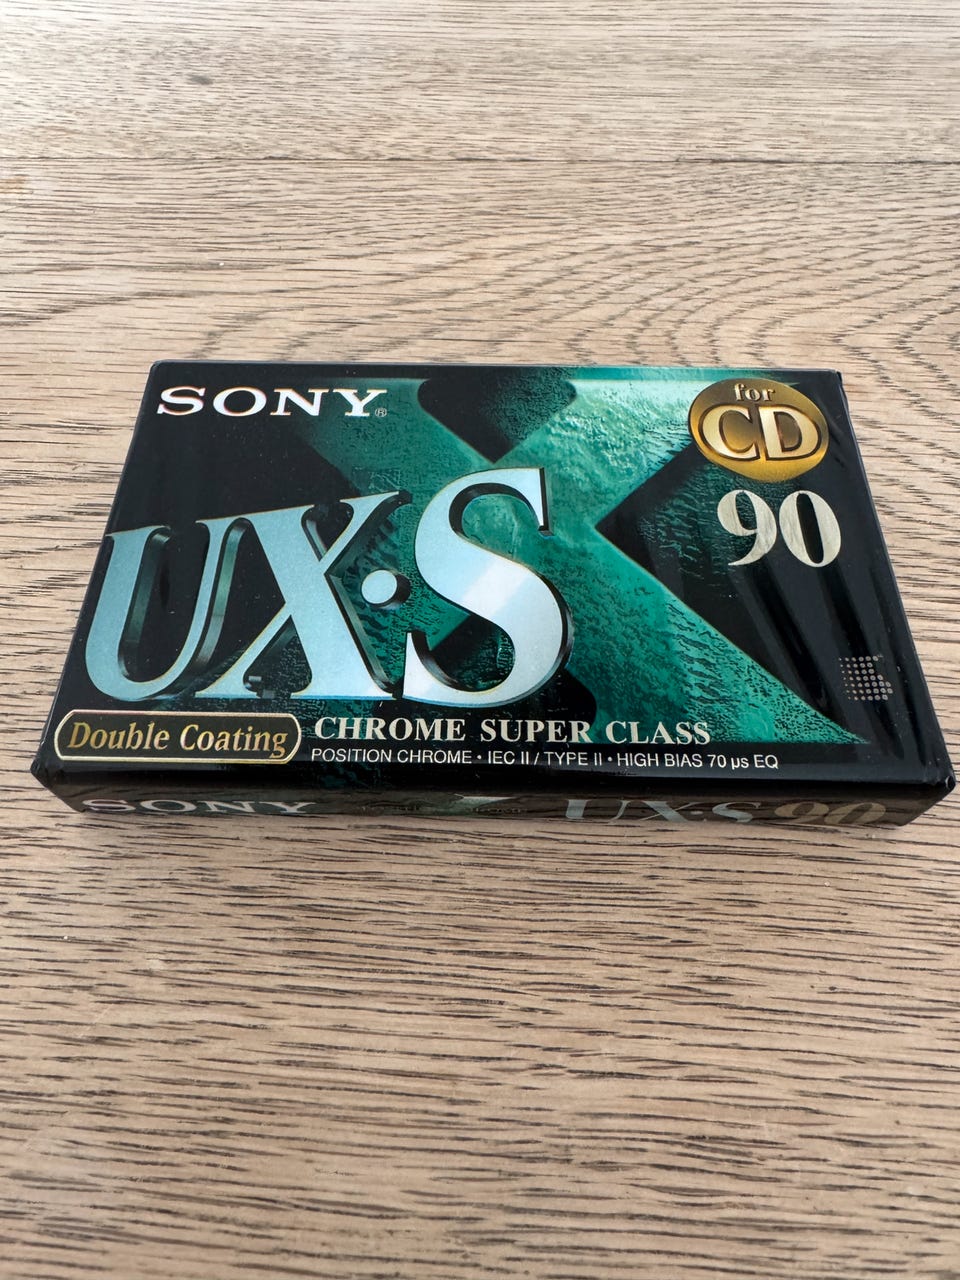 SONY®
for
CD
90
UX·S
Double Coating
CHROME SUPER CLASS
POSITION CHROME • IEC II / TYPE II • HIGH BIAS 70 µs EQ
SONY
UX·S 90